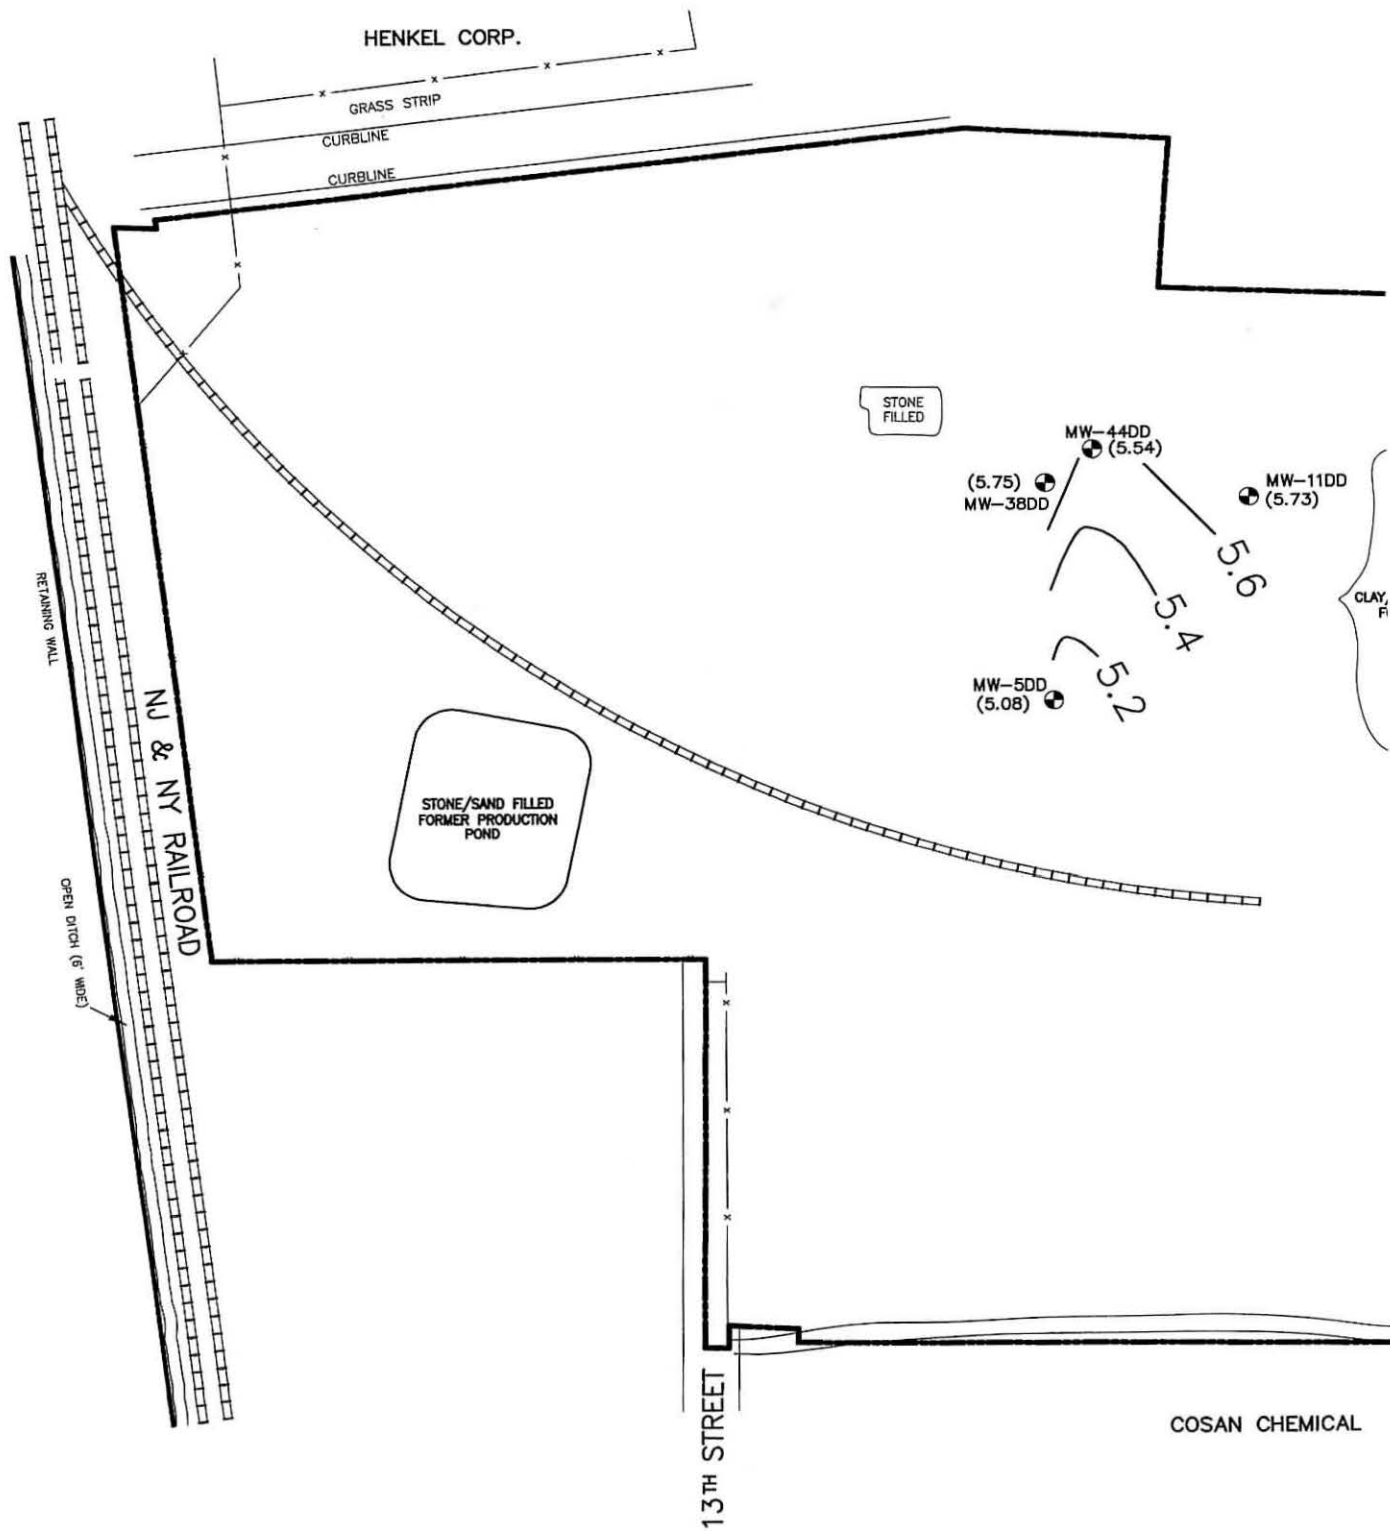 HENKEL CORP.
GRASS STRIP
CURBLINE
CURBLINE
STONE
FILLED
MW-44DD
(5.54)
(5.75)
MW-38DD
MW-11DD
(5.73)
5.6
5.4
5.2
CLAY,
MW-5DD
(5.08)
RETAINING WALL
NJ & NY RAILROAD
STONE/SAND FILLED
FORMER PRODUCTION
POND
OPEN DITCH (6' WIDE)
13TH STREET
COSAN CHEMICAL